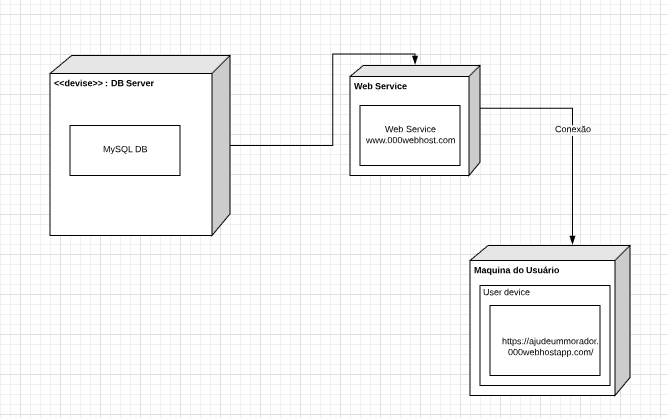 <<devise>> : DB Server
MySQL DB
Web Service
Web Service
www.000webhost.com
Conexão
Maquina do Usuário
User device
https://ajudeummorador.
000webhostapp.com/